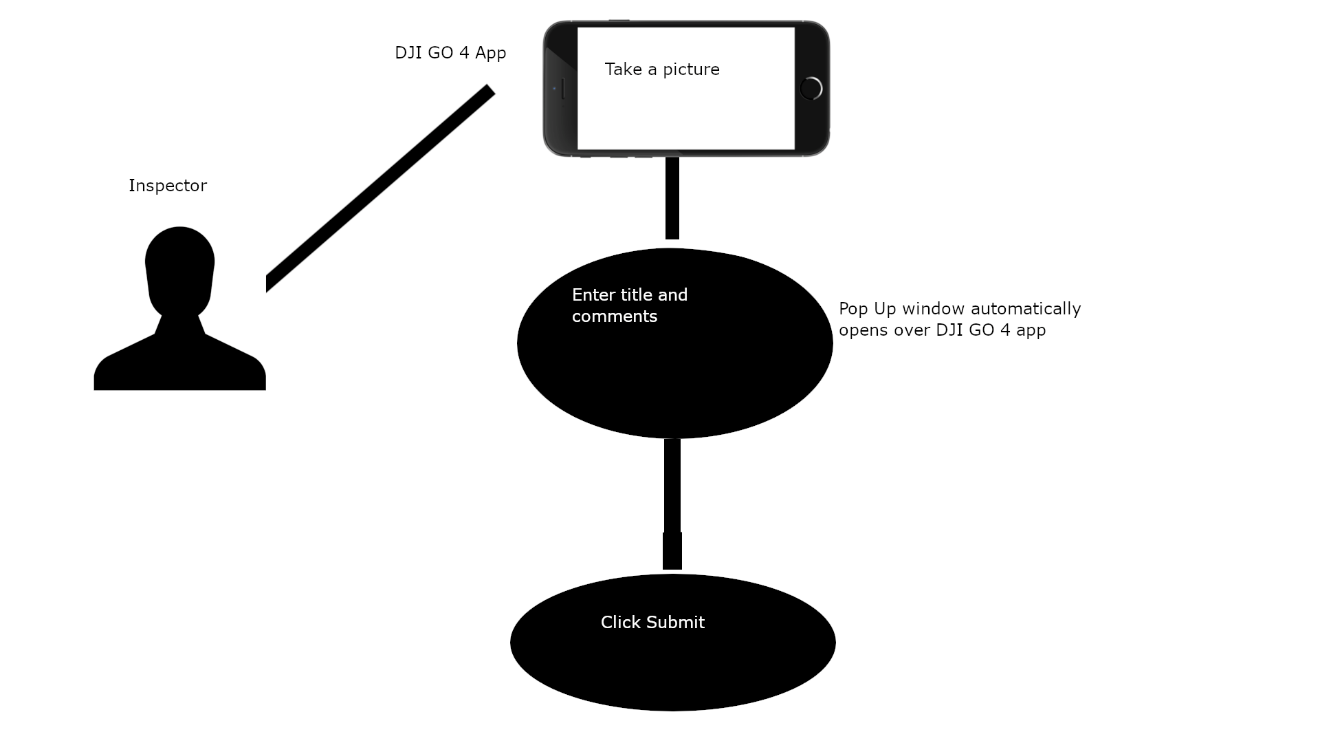 DJI GO 4 App
Take a picture
Inspector
Enter title and
comments
Pop Up window automatically
opens over DJI GO 4 app
Click Submit